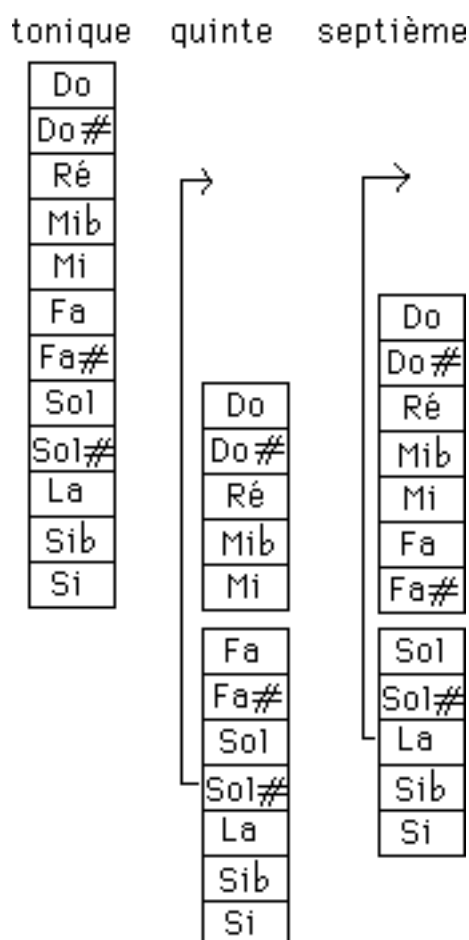 tonique quinte septième
Do
Do#
Ré
Mib
Mi
Fa
Fa#
Sol
Sol#
La
Sib
Si
Do
Do#
Ré
Mib
Mi
Fa
Fa#
Sol
Sol#
La
Sib
Si
Do
Do#
Ré
Mib
Mi
Fa
Fa#
Sol
Sol#
La
Sib
Si